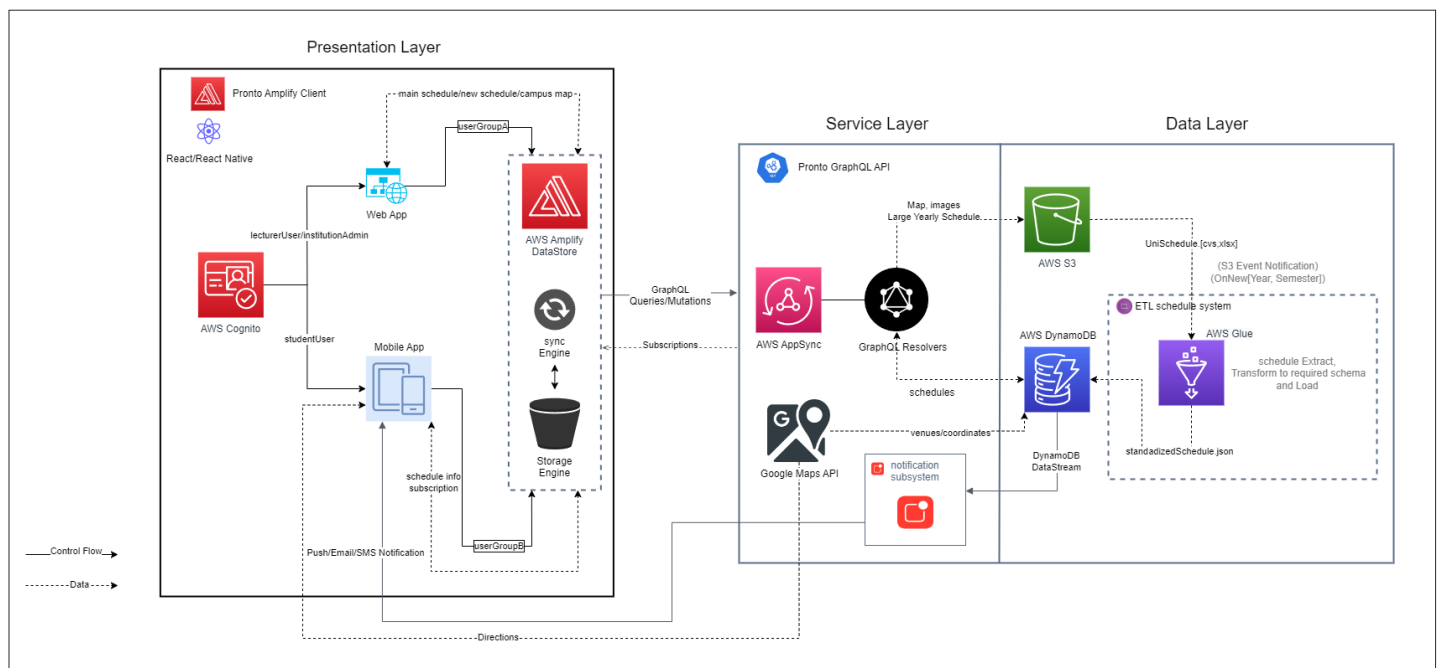 Presentation Layer
Pronto Amplify Client
React/React Native
main schedule/new schedule/campus map
userGroupA
Web App
lecturerUser/institutionAdmin
AWS Cognito
studentUser
Mobile App
AWS Amplify
DataStore
sync
Engine
Storage
Engine
schedule info
subscription
userGroupB
Push/Email/SMS Notification
Directions
Control Flow
Data
GraphQL
Queries/Mutations
Subscriptions
Service Layer
Pronto GraphQL API
API
Map, images
Large Yearly Schedule
AWS AppSync
GraphQL Resolvers
schedules
G
Google Maps API
venues/coordinates
notification
subsystem
Data Layer
AWS S3
UniSchedule.[cvs,xlsx]
(S3 Event Notification)
(OnNew[Year, Semester])
ETL schedule system
AWS DynamoDB
AWS Glue
schedule Extract,
Transform to required schema
and Load
standadizedSchedule.json
DynamoDB
DataStream